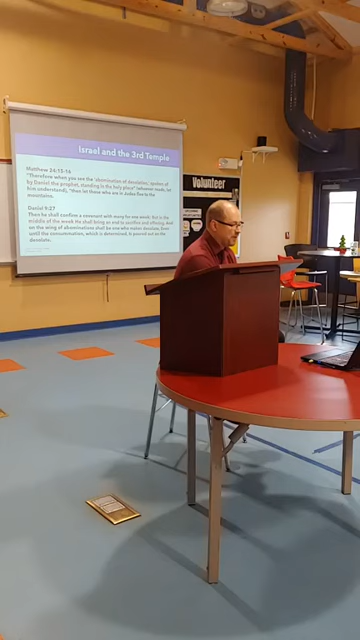 Israel and the 3rd Temple
Matthew 24:15-16
"Therefore when you see the 'abomination of desolation,' spoken of
by Daniel the prophet, standing in the holy place" (whoever reads, let
him understand), "then let those who are in Judea flee to the
mountains.
Daniel 9:27
Then he shall confirm a covenant with many for one week; But in the
middle of the week He shall bring an end to sacrifice and offering. And
on the wing of abominations shall be one who makes desolate, Even
until the consummation, which is determined, Is poured out on the
desolate.
Volunteer